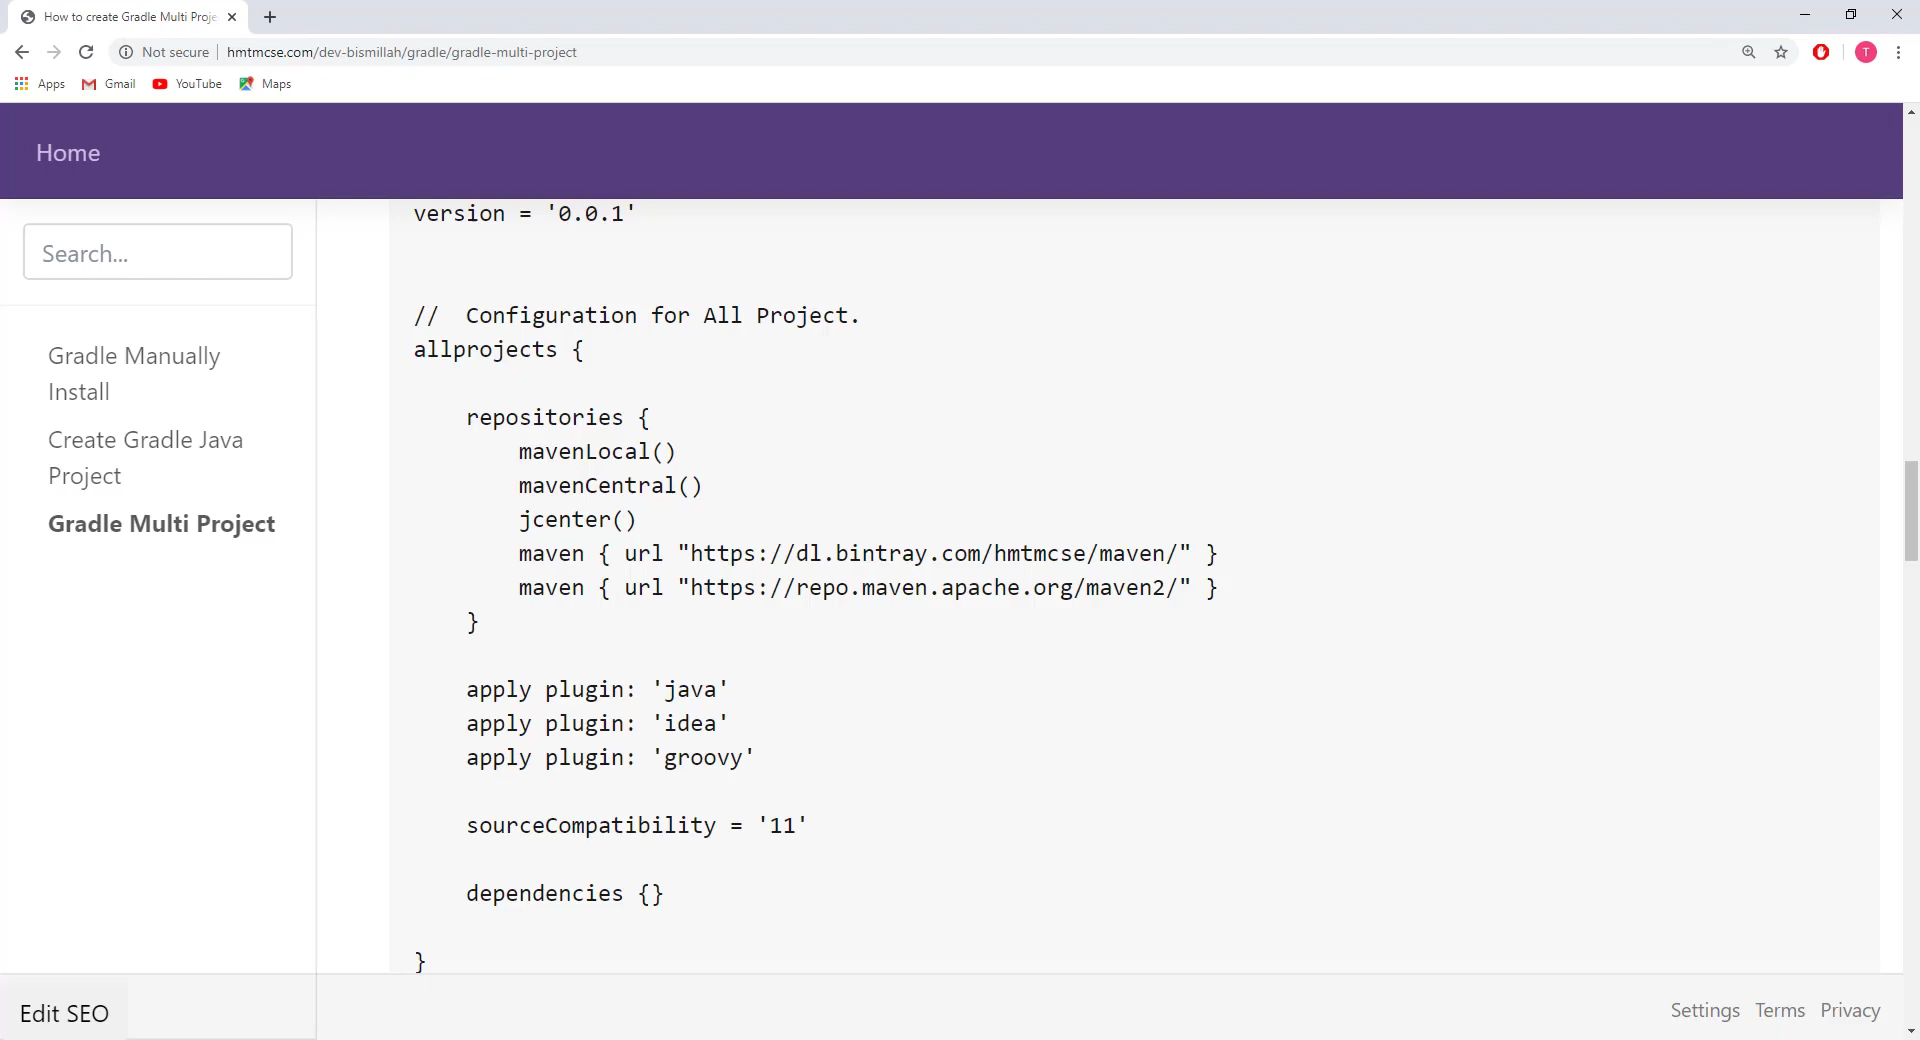 How to create Gradle Multi Proje
Not secure
hmtmcse.com/dev-bismillah/gradle/gradle-multi-project
T
Apps
Gmail
YouTube
Maps
Home
Search...
Gradle Manually
Install
Create Gradle Java
Project
Gradle Multi Project
version = '0.0.1'
//  Configuration for All Project.
allprojects {
    repositories {
        mavenLocal()
        mavenCentral()
        jcenter()
        maven { url "https://dl.bintray.com/hmtmcse/maven/" }
        maven { url "https://repo.maven.apache.org/maven2/" }
    }
    apply plugin: 'java'
    apply plugin: 'idea'
    apply plugin: 'groovy'
    sourceCompatibility = '11'
    dependencies {}
}
Edit SEO
Settings Terms Privacy